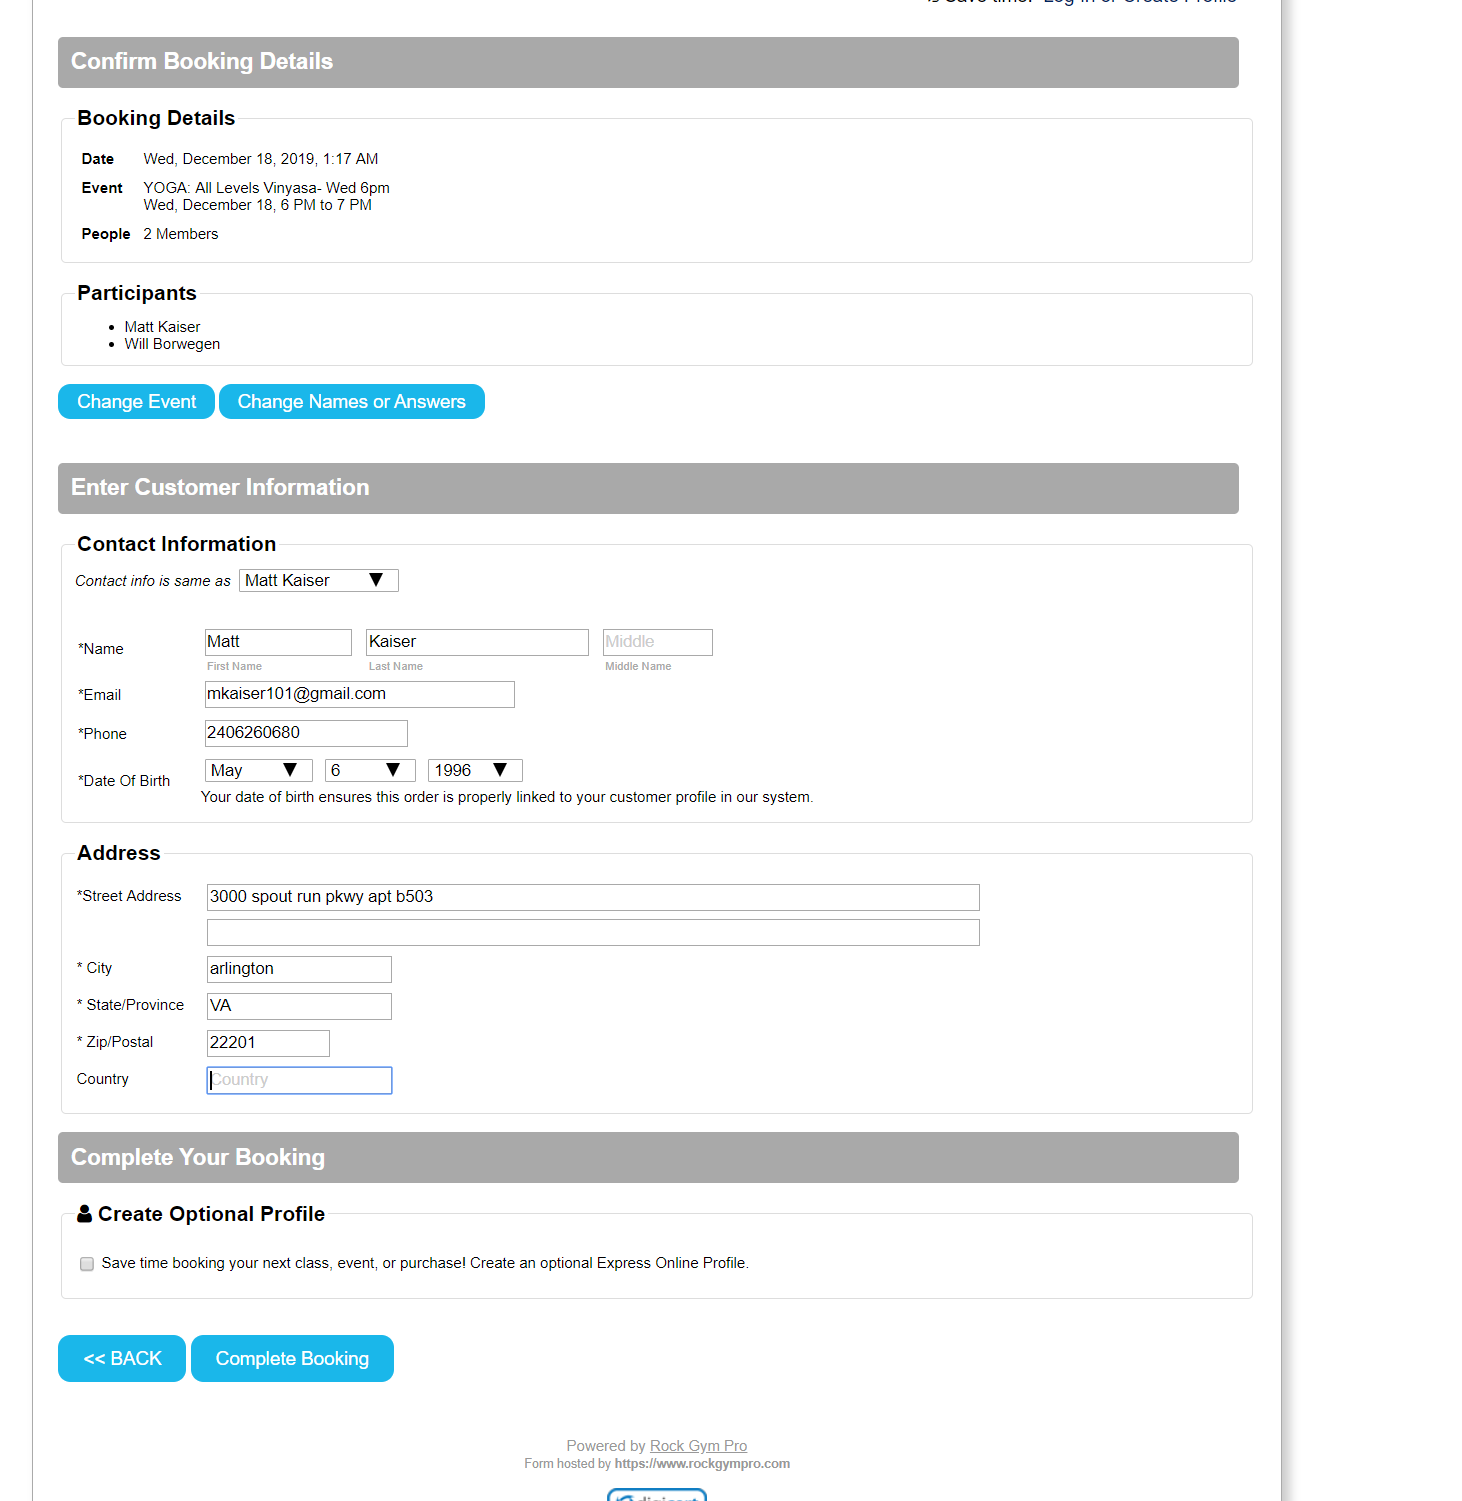 Save time! Log in or Create Profile
Confirm Booking Details
Booking Details
Date Wed, December 18, 2019, 1:17 AM
Event YOGA: All Levels Vinyasa- Wed 6pm
Wed, December 18, 6 PM to 7 PM
People 2 Members
Participants
Matt Kaiser
Will Borwegen
Change Event Change Names or Answers
Enter Customer Information
Contact Information
Contact info is same as Matt Kaiser
*Name Matt Kaiser Middle
First Name Last Name Middle Name
*Email mkaiser101@gmail.com
*Phone 2406260680
*Date Of Birth May 6 1996
Your date of birth ensures this order is properly linked to your customer profile in our system.
Address
*Street Address 3000 spout run pkwy apt b503
* City arlington
* State/Province VA
* Zip/Postal 22201
Country Country
Complete Your Booking
Create Optional Profile
Save time booking your next class, event, or purchase! Create an optional Express Online Profile.
<< BACK Complete Booking
Powered by Rock Gym Pro
Form hosted by https://www.rockgympro.com
digicert